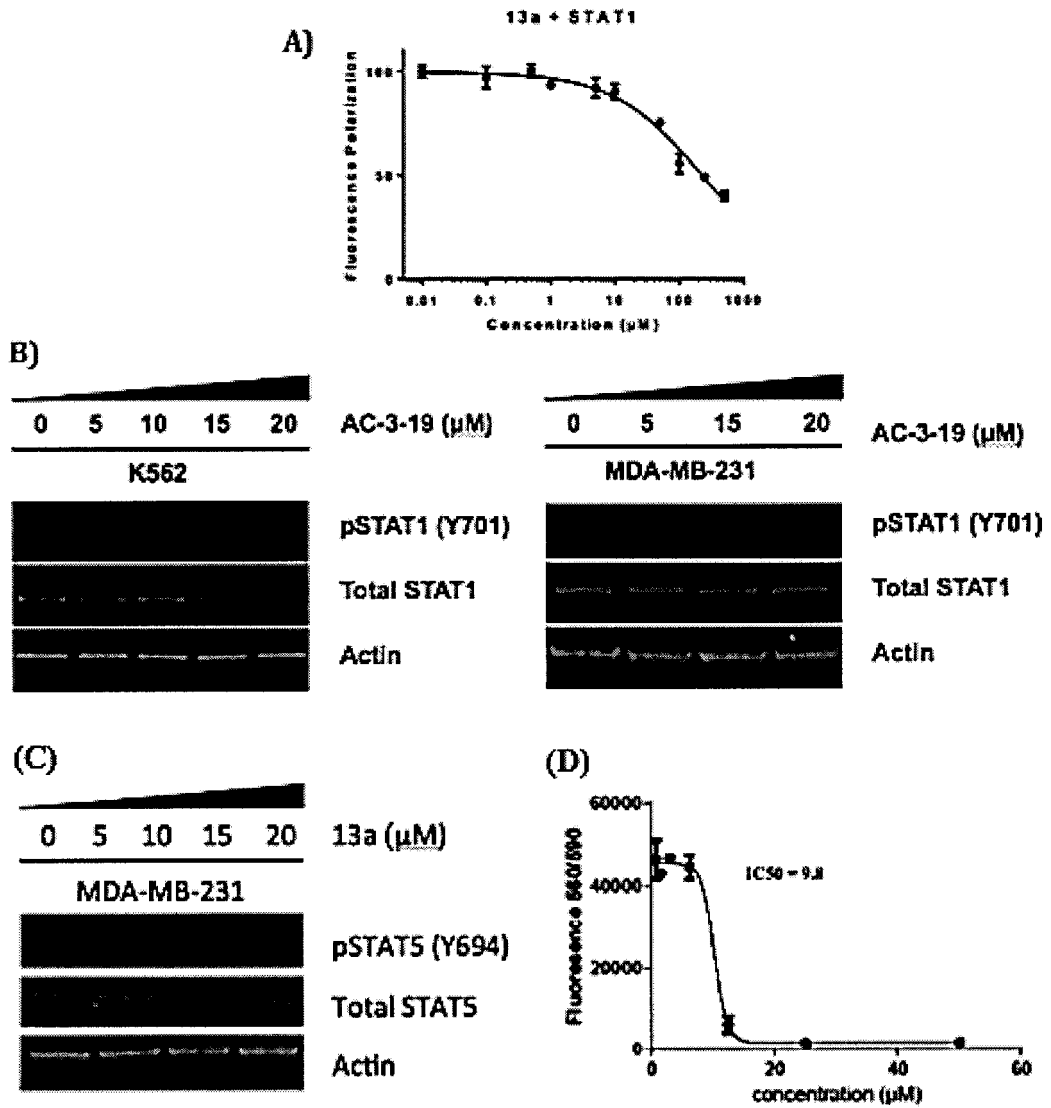 13a + STAT1
A)
Fluorescence Polarization
100
50
0
0.01 0.1 1 10 100 1000
Concentration (µM)
B)
0 5 10 15 20 AC-3-19 (µM)
K562
pSTAT1 (Y701)
Total STAT1
Actin
0 5 15 20 AC-3-19 (µM)
MDA-MB-231
pSTAT1 (Y701)
Total STAT1
Actin
(C)
0 5 10 15 20 13a (µM)
MDA-MB-231
pSTAT5 (Y694)
Total STAT5
Actin
(D)
Fluoresence 560/590
60000
40000
20000
0
IC50 = 9.8
0 20 40 60
concentration (µM)